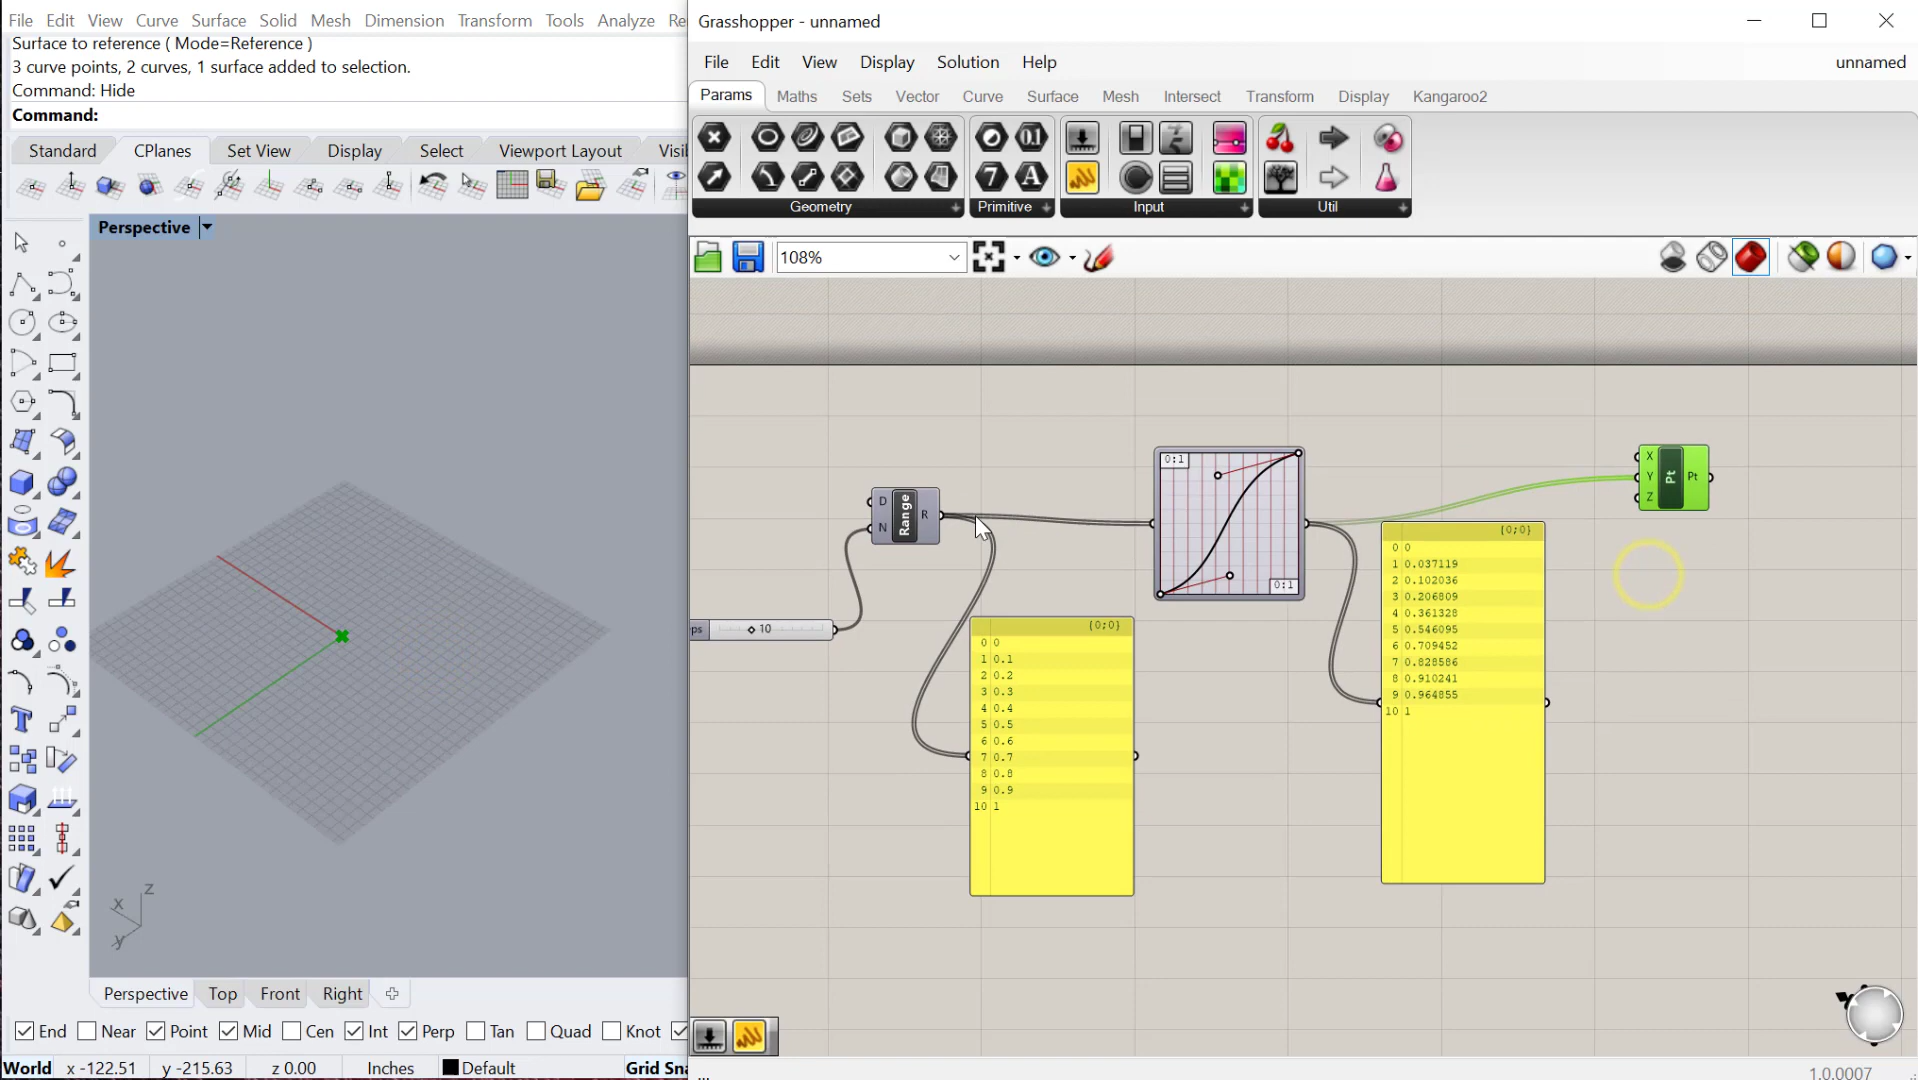 File Edit View Curve Surface Solid Mesh Dimension Transform Tools Analyze Re
Surface to reference ( Mode=Reference )
3 curve points, 2 curves, 1 surface added to selection.
Command: Hide
Command:
Standard CPlanes Set View Display Select Viewport Layout Visi
Perspective
x z y
Perspective Top Front Right
End Near Point Mid Cen Int Perp Tan Quad Knot
World x -122.51 y -215.63 z 0.00 Inches Default Grid Sna
Grasshopper - unnamed
File Edit View Display Solution Help unnamed
Params Maths Sets Vector Curve Surface Mesh Intersect Transform Display Kangaroo2
Geometry Primitive Input Util
108%
D N Range R
ps 10
{0;0}
0 0
1 0.1
2 0.2
3 0.3
4 0.4
5 0.5
6 0.6
7 0.7
8 0.8
9 0.9
10 1
0:1
0:1
{0;0}
0 0
1 0.037119
2 0.102036
3 0.206809
4 0.361328
5 0.546095
6 0.709452
7 0.828586
8 0.910241
9 0.964855
10 1
X Y Z Pt Pt
1.0.0007